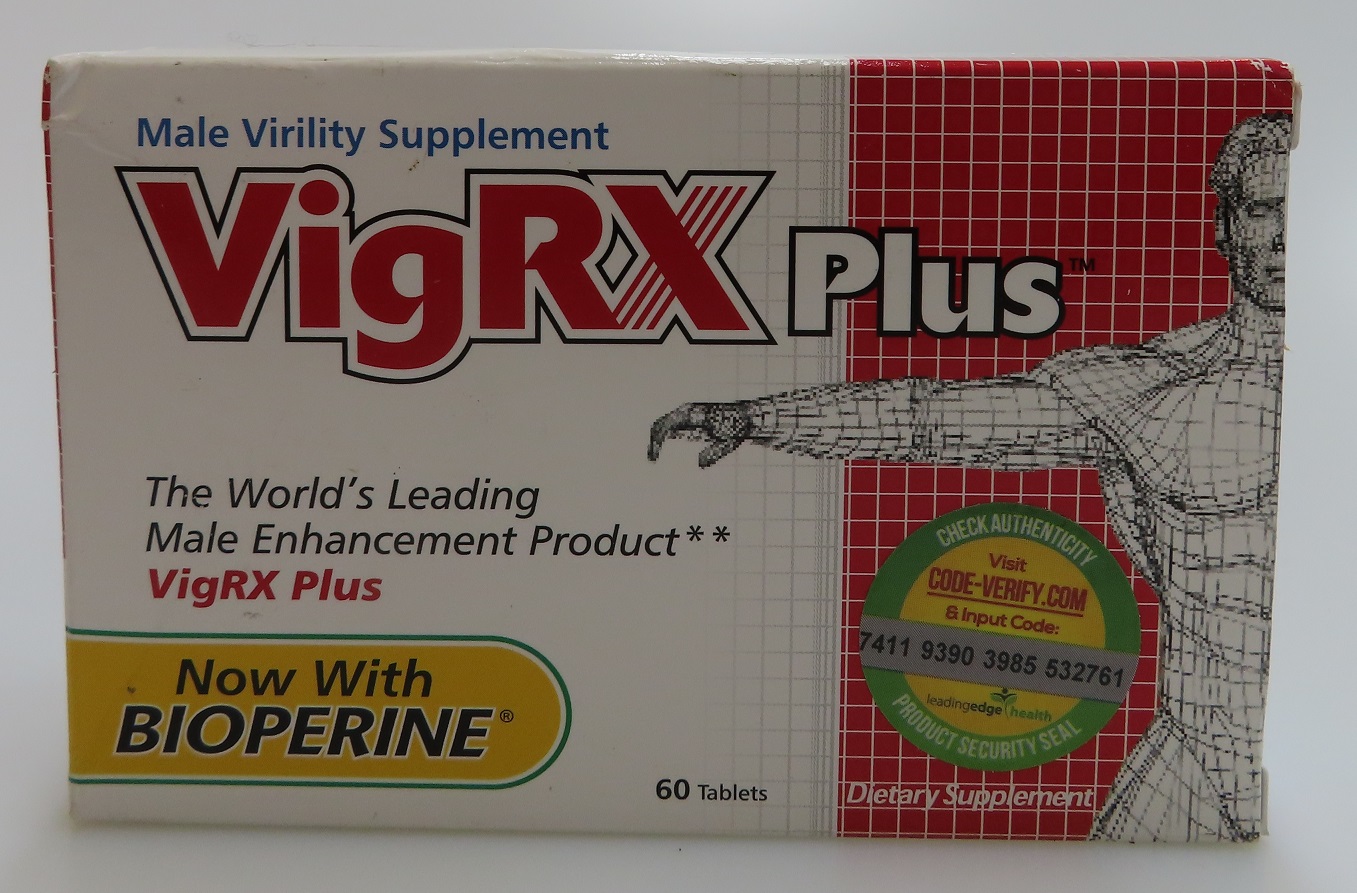 Male Virility Supplement
VigRX Plus™
The World's Leading
Male Enhancement Product**
VigRX Plus
Now With
BIOPERINE®
60 Tablets
CHECK AUTHENTICITY
Visit
CODE-VERIFY.COM
& Input Code:
7411 9390 3985 532761
leadingedge health
PRODUCT SECURITY SEAL
Dietary Supplement